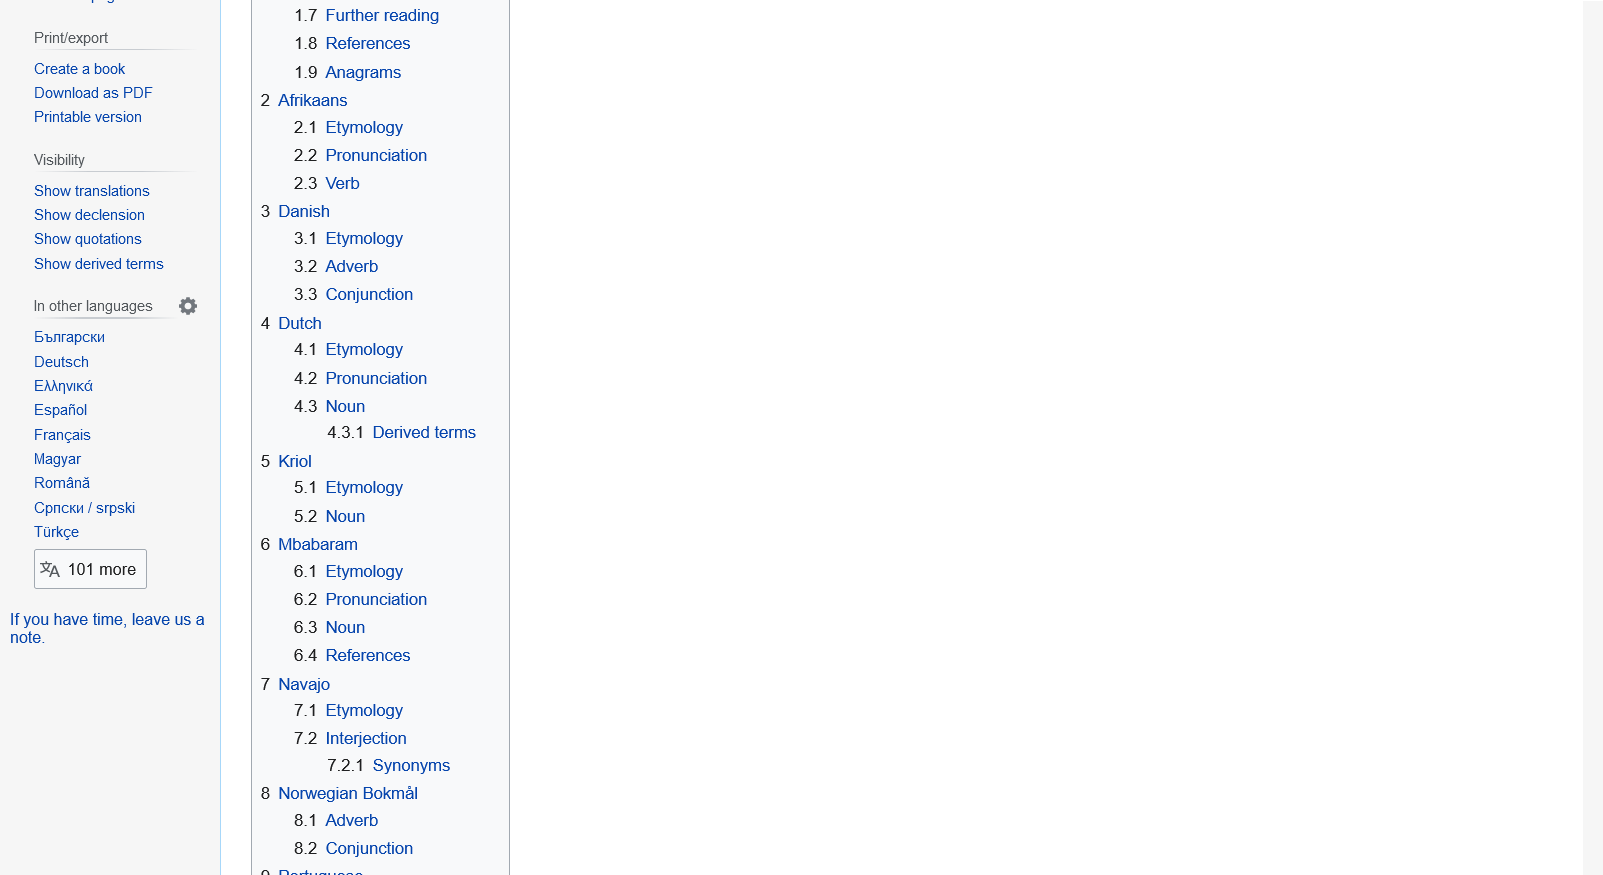 Print/export
Create a book
Download as PDF
Printable version
Visibility
Show translations
Show declension
Show quotations
Show derived terms
In other languages
Български
Deutsch
Ελληνικά
Español
Français
Magyar
Română
Српски / srpski
Türkçe
101 more
If you have time, leave us a
note.
1.7 Further reading
1.8 References
1.9 Anagrams
2 Afrikaans
2.1 Etymology
2.2 Pronunciation
2.3 Verb
3 Danish
3.1 Etymology
3.2 Adverb
3.3 Conjunction
4 Dutch
4.1 Etymology
4.2 Pronunciation
4.3 Noun
4.3.1 Derived terms
5 Kriol
5.1 Etymology
5.2 Noun
6 Mbabaram
6.1 Etymology
6.2 Pronunciation
6.3 Noun
6.4 References
7 Navajo
7.1 Etymology
7.2 Interjection
7.2.1 Synonyms
8 Norwegian Bokmål
8.1 Adverb
8.2 Conjunction
9 Portuguese